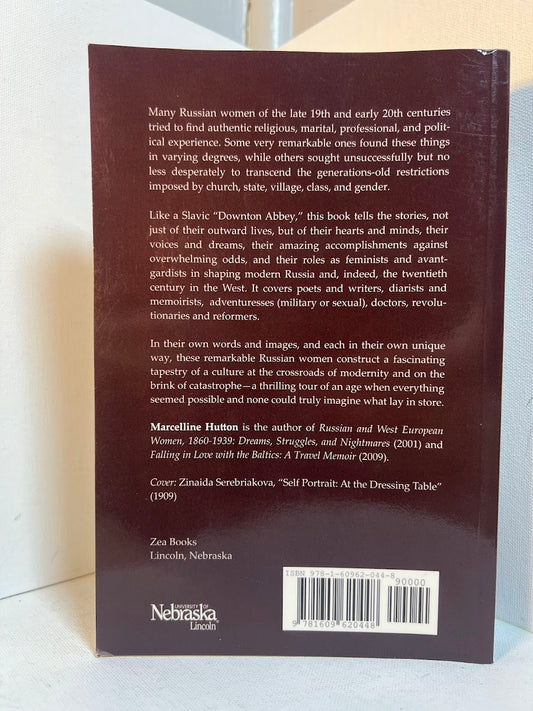 Many Russian women of the late 19th and early 20th centuries
tried to find authentic religious, marital, professional, and polit-
ical experience. Some very remarkable ones found these things
in varying degrees, while others sought unsuccessfully but no
less desperately to transcend the generations-old restrictions
imposed by church, state, village, class, and gender.
Like a Slavic “Downton Abbey,” this book tells the stories, not
just of their outward lives, but of their hearts and minds, their
voices and dreams, their amazing accomplishments against
overwhelming odds, and their roles as feminists and avant-
gardists in shaping modern Russia and, indeed, the twentieth
century in the West. It covers poets and writers, diarists and
memoirists, adventuresses (military or sexual), doctors, revolu-
tionaries and reformers.
In their own words and images, and each in their own unique
way, these remarkable Russian women construct a fascinating
tapestry of a culture at the crossroads of modernity and on the
brink of catastrophe—a thrilling tour of an age when everything
seemed possible and none could truly imagine what lay in store.
Marcelline Hutton is the author of Russian and West European
Women, 1860-1939: Dreams, Struggles, and Nightmares (2001) and
Falling in Love with the Baltics: A Travel Memoir (2009).
Cover: Zinaida Serebriakova, “Self Portrait: At the Dressing Table”
(1909)
Zea Books
Lincoln, Nebraska
ISBN 978-1-60962-044-8
90000
9 781609 620448
UNIVERSITY OF
Nebraska
Lincoln